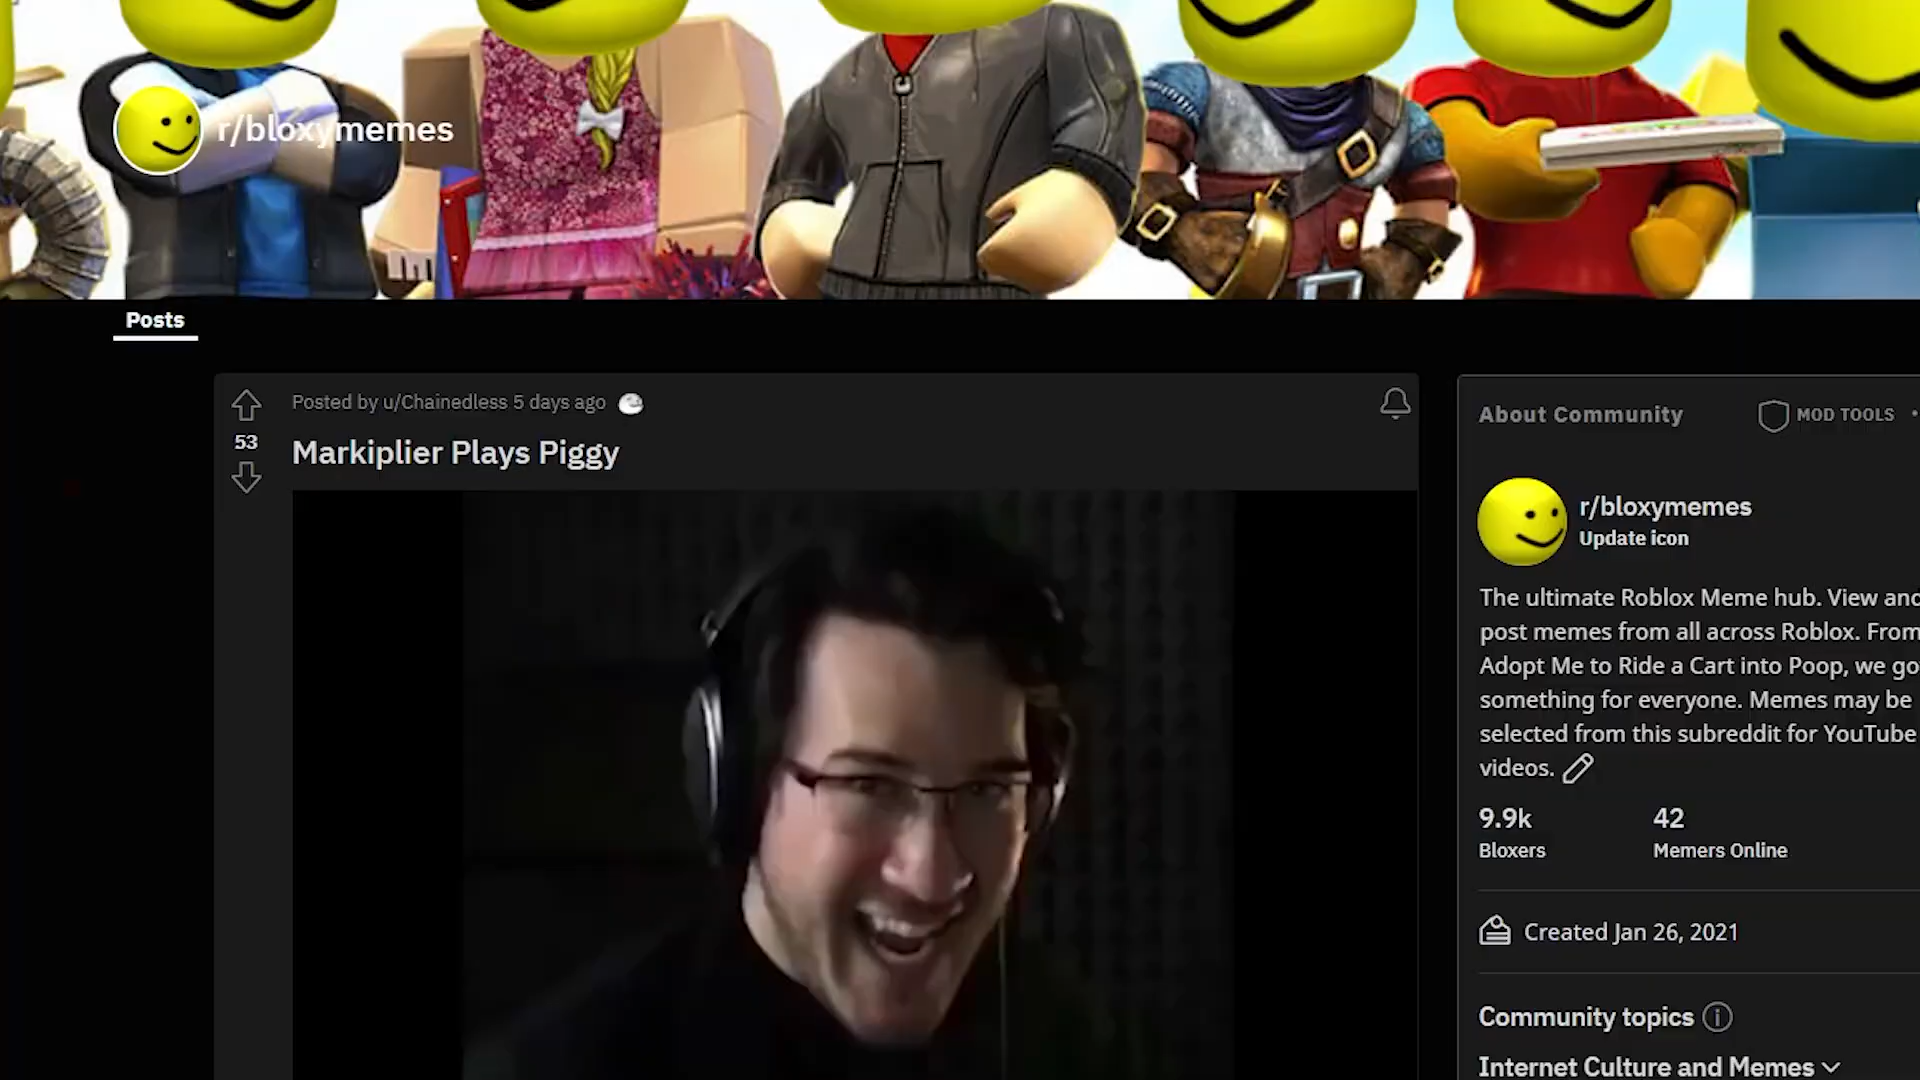 r/bloxymemes
Posts
Posted by u/Chainedless 5 days ago
53
Markiplier Plays Piggy
About Community
MOD TOOLS
r/bloxymemes
Update icon
The ultimate Roblox Meme hub. View and
post memes from all across Roblox. From
Adopt Me to Ride a Cart into Poop, we go
something for everyone. Memes may be
selected from this subreddit for YouTube
videos.
9.9k
Bloxers
42
Memers Online
Created Jan 26, 2021
Community topics
Internet Culture and Memes